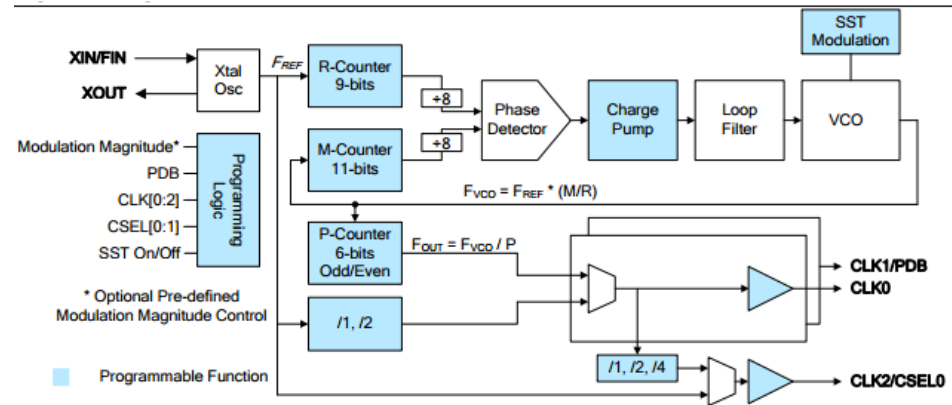 SST
Modulation
XIN/FIN
XOUT
Xtal
Osc
FREF
R-Counter
9-bits
÷8
Phase
Detector
Charge
Pump
Loop
Filter
VCO
M-Counter
11-bits
÷8
Modulation Magnitude*
PDB
CLK[0:2]
CSEL[0:1]
SST On/Off
Programming
Logic
FVCO = FREF * (M/R)
P-Counter
6-bits
Odd/Even
FOUT = FVCO / P
CLK1/PDB
CLK0
* Optional Pre-defined
Modulation Magnitude Control
/1, /2
/1, /2, /4
Programmable Function
CLK2/CSEL0